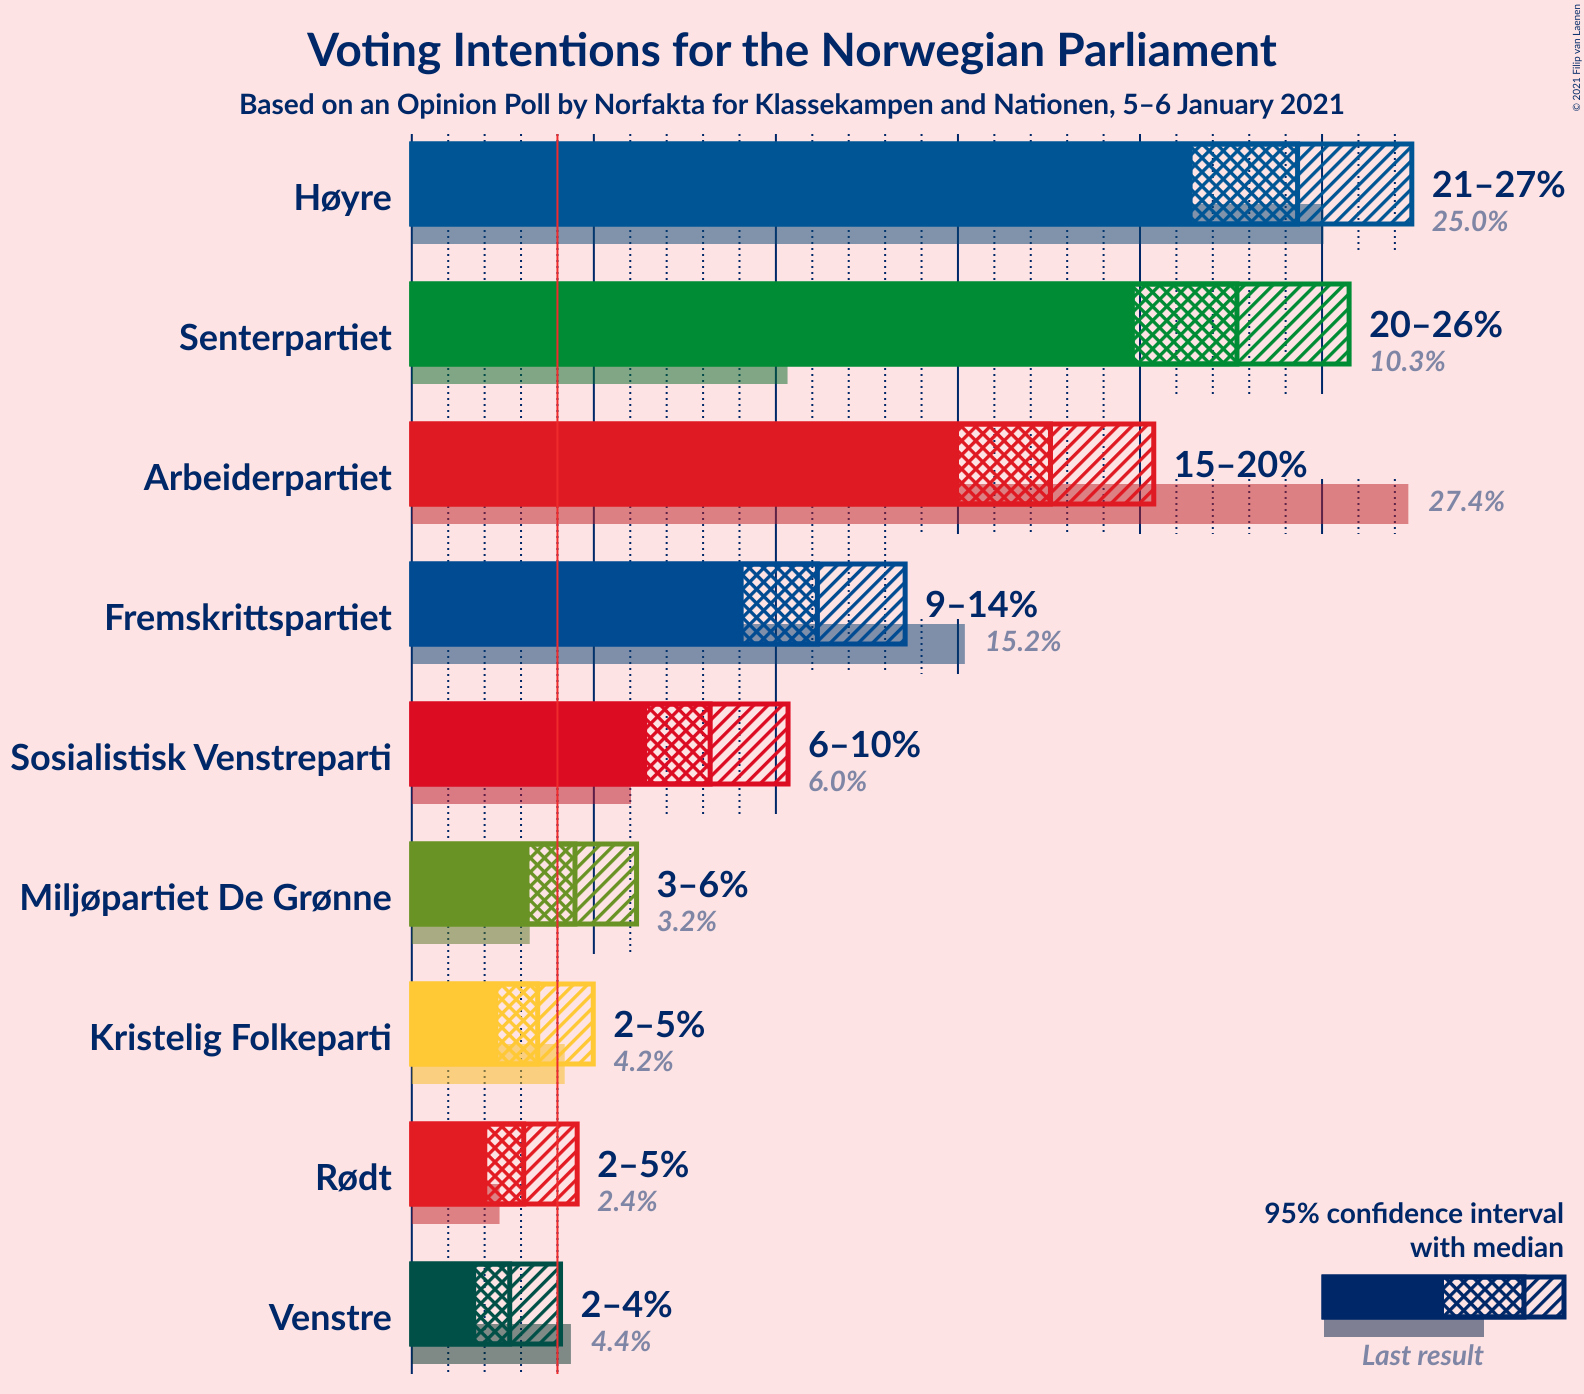 Voting Intentions for the Norwegian Parliament
Based on an Opinion Poll by Norfakta for Klassekampen and Nationen, 5–6 January 2021
© 2021 Filip van Laenen
Høyre
21–27%
25.0%
Senterpartiet
20–26%
10.3%
Arbeiderpartiet
15–20%
27.4%
Fremskrittspartiet
9–14%
15.2%
Sosialistisk Venstreparti
6–10%
6.0%
Miljøpartiet De Grønne
3–6%
3.2%
Kristelig Folkeparti
2–5%
4.2%
Rødt
2–5%
2.4%
Venstre
2–4%
4.4%
95% confidence interval
with median
Last result